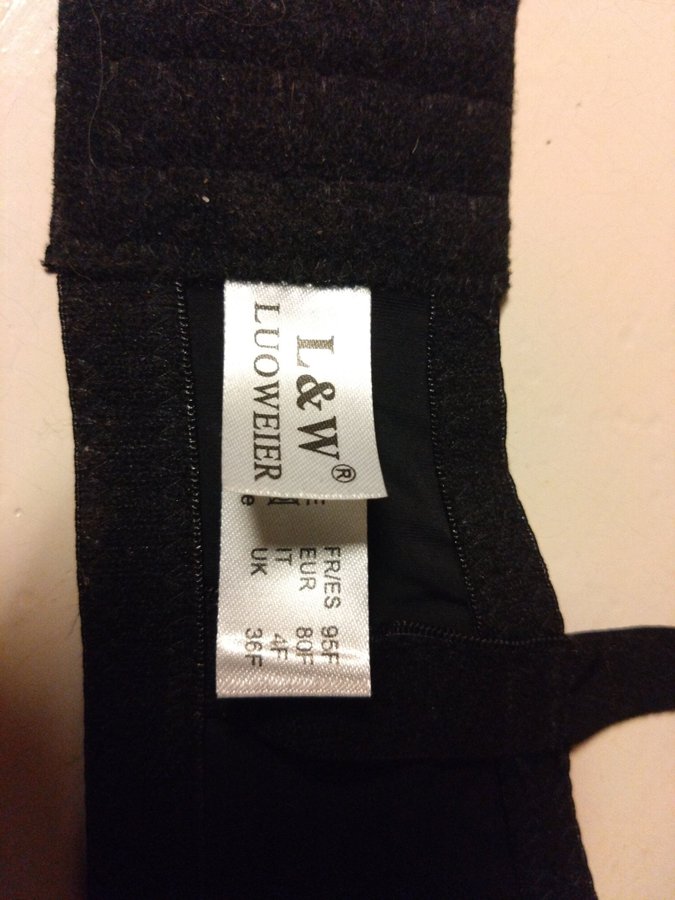 L&W®
LUOWEIER
FR/ES 95F
EUR 80F
IT 4F
UK 36F